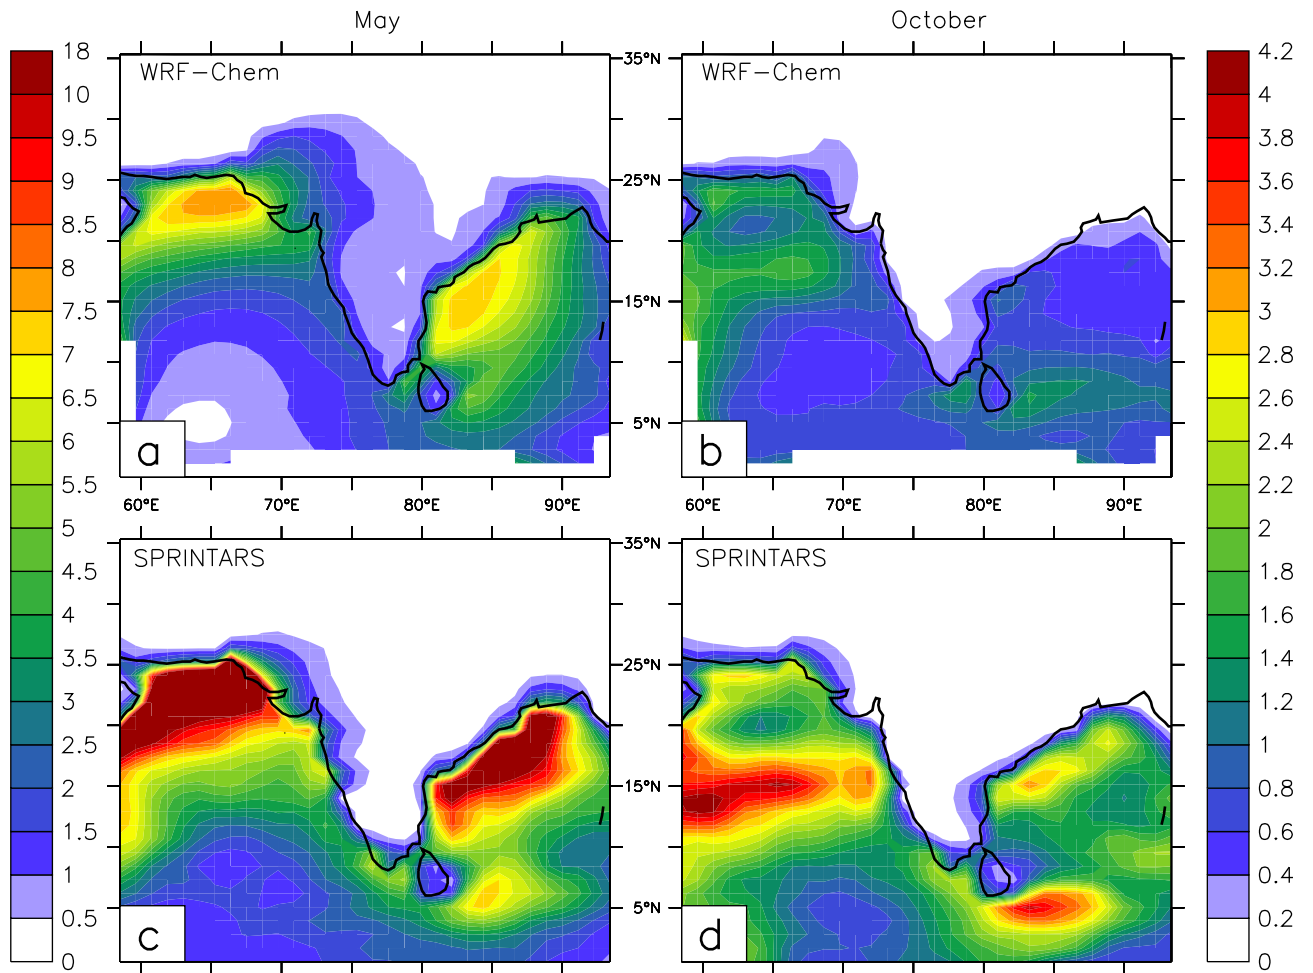 May
October
18
10
9.5
9
8.5
8
7.5
7
6.5
6
5.5
5
4.5
4
3.5
3
2.5
2
1.5
1
0.5
0
WRF-Chem
a
60°E
70°E
80°E
90°E
35°N
25°N
15°N
5°N
WRF-Chem
b
60°E
70°E
80°E
90°E
SPRINTARS
c
35°N
25°N
15°N
5°N
SPRINTARS
d
4.2
4
3.8
3.6
3.4
3.2
3
2.8
2.6
2.4
2.2
2
1.8
1.6
1.4
1.2
1
0.8
0.6
0.4
0.2
0